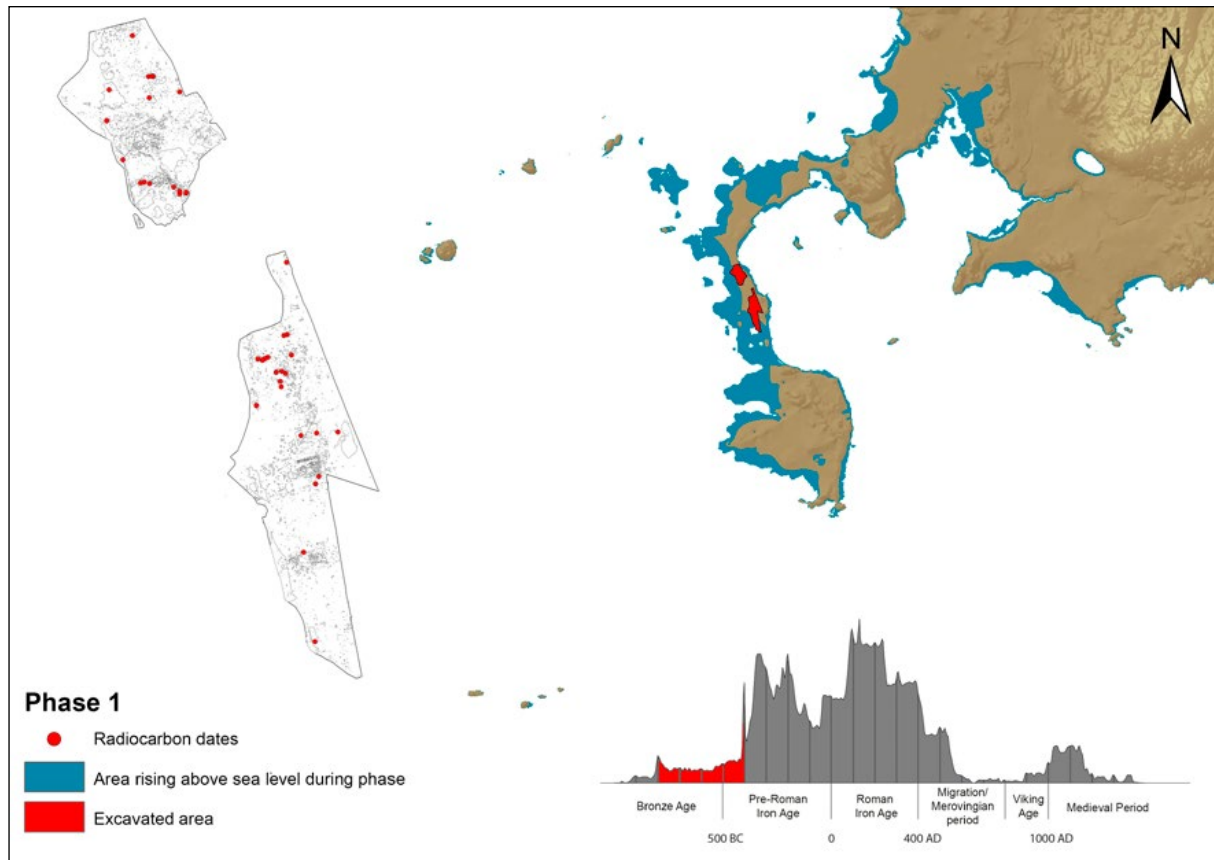 N
Phase 1
Radiocarbon dates
Area rising above sea level during phase
Excavated area
Bronze Age
Pre-Roman
Iron Age
Roman
Iron Age
Migration/
Merovingian
period
Viking
Age
Medieval Period
500 BC
0
400 AD
1000 AD